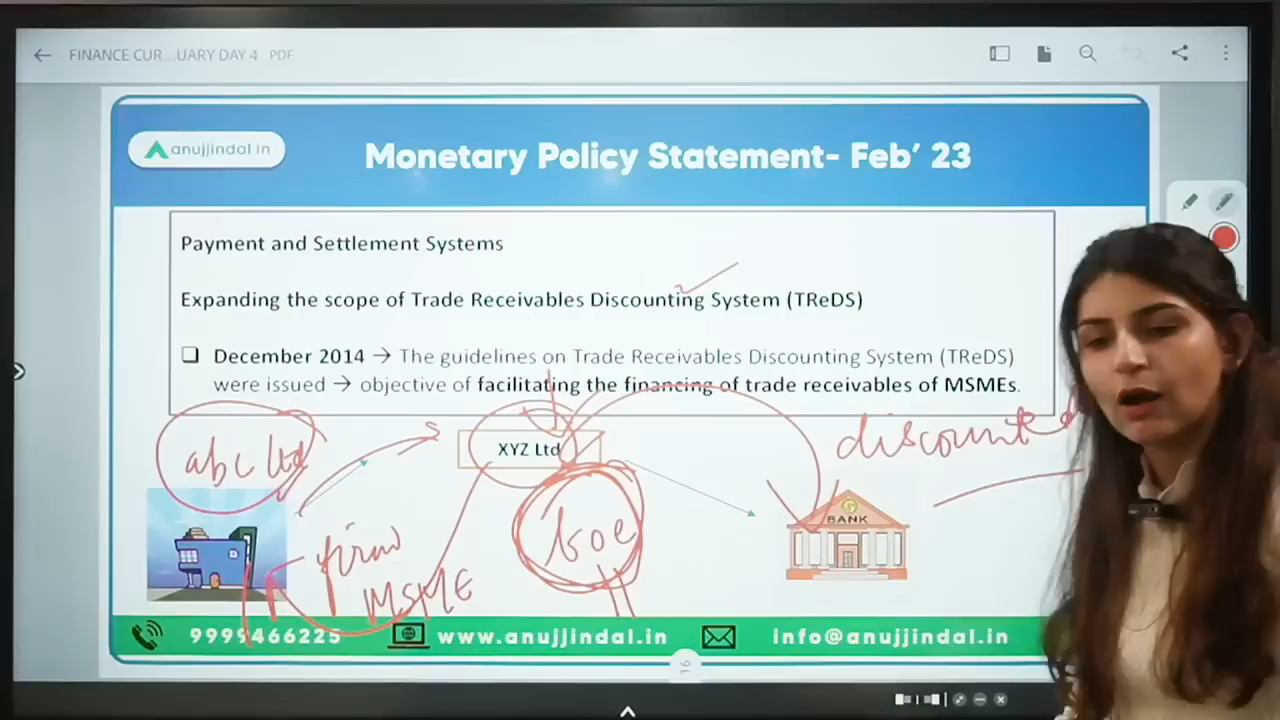 FINANCE CUR...UARY DAY 4 PDF
anujjindal.in
Monetary Policy Statement- Feb' 23
Payment and Settlement Systems
Expanding the scope of Trade Receivables Discounting System (TReDS)
❑ December 2014 → The guidelines on Trade Receivables Discounting System (TReDS)
were issued → objective of facilitating the financing of trade receivables of MSMEs.
abc Ltd
XYZ Ltd
discounted
BANK
boe
firm
MSME
9999466225 www.anujjindal.in info@anujjindal.in
16